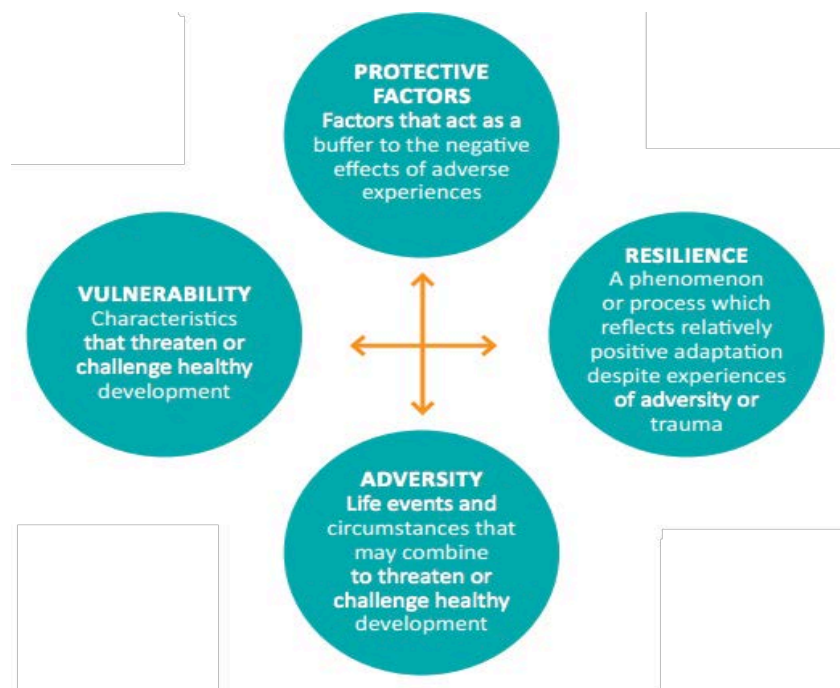 PROTECTIVE
FACTORS
Factors that act as a
buffer to the negative
effects of adverse
experiences
VULNERABILITY
Characteristics
that threaten or
challenge healthy
development
RESILIENCE
A phenomenon
or process which
reflects relatively
positive adaptation
despite experiences
of adversity or
trauma
ADVERSITY
Life events and
circumstances that
may combine
to threaten or
challenge healthy
development